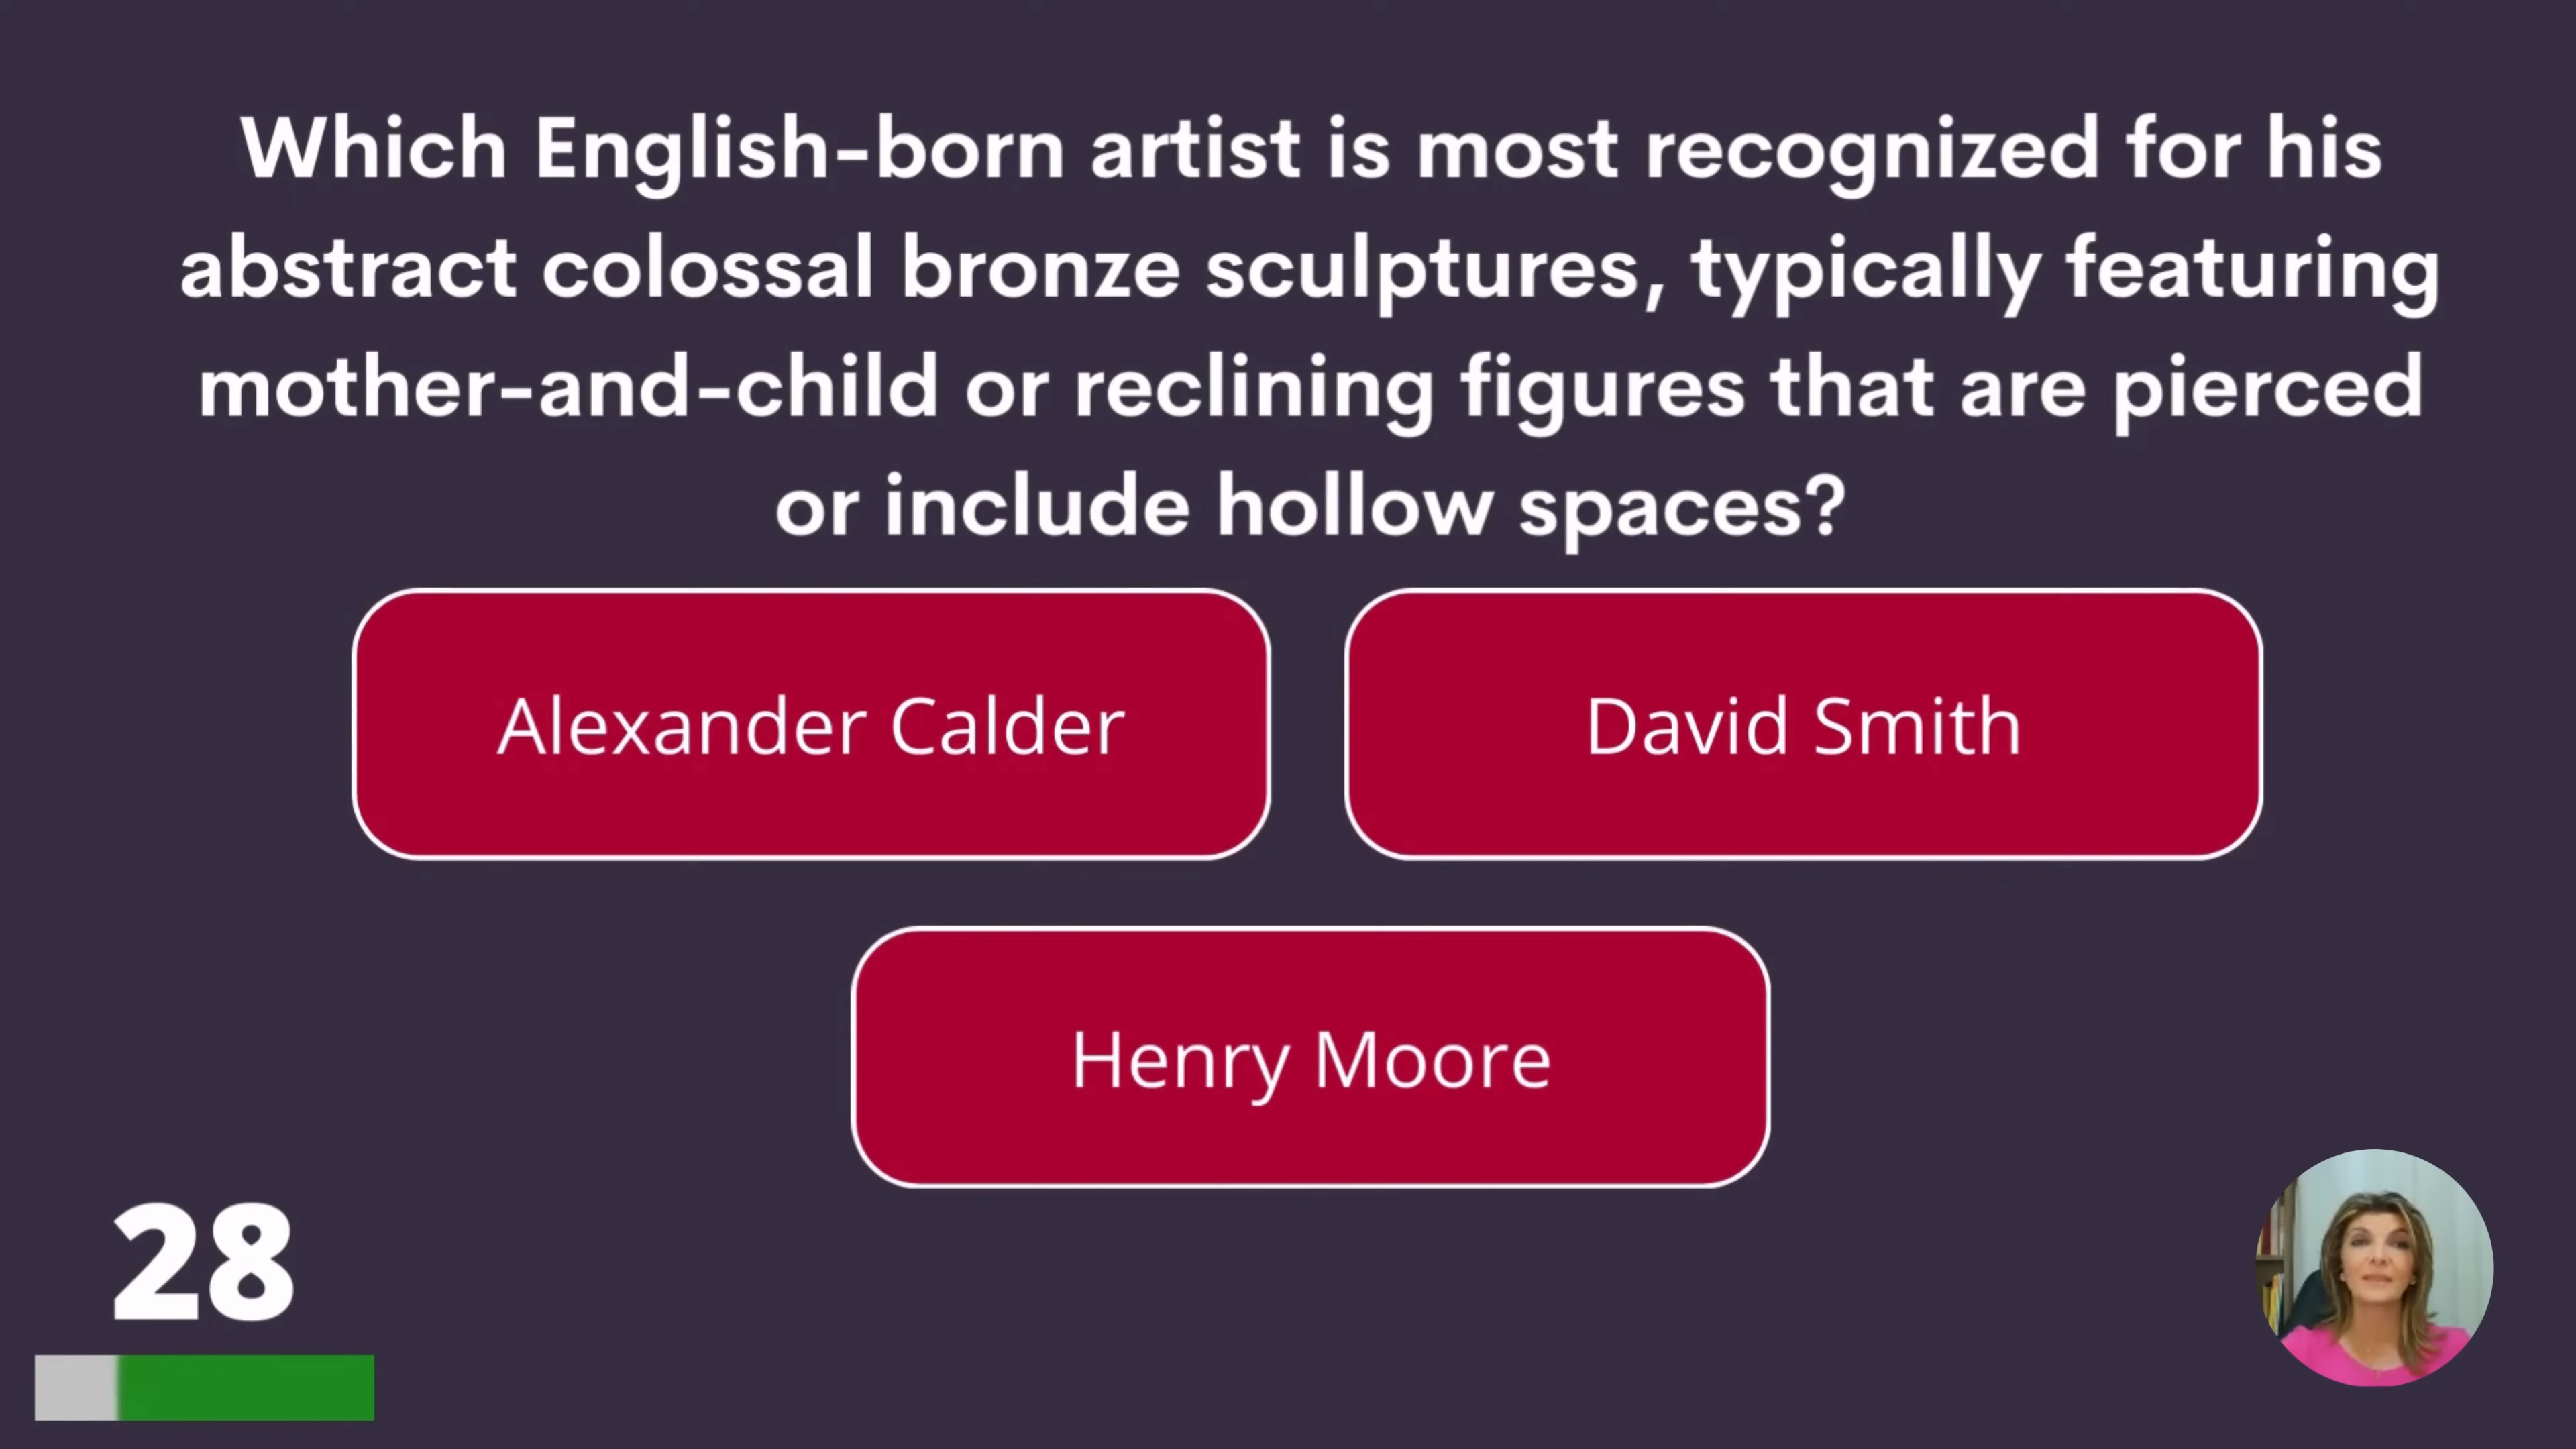 Which English-born artist is most recognized for his
abstract colossal bronze sculptures, typically featuring
mother-and-child or reclining figures that are pierced
or include hollow spaces?
Alexander Calder
David Smith
Henry Moore
28